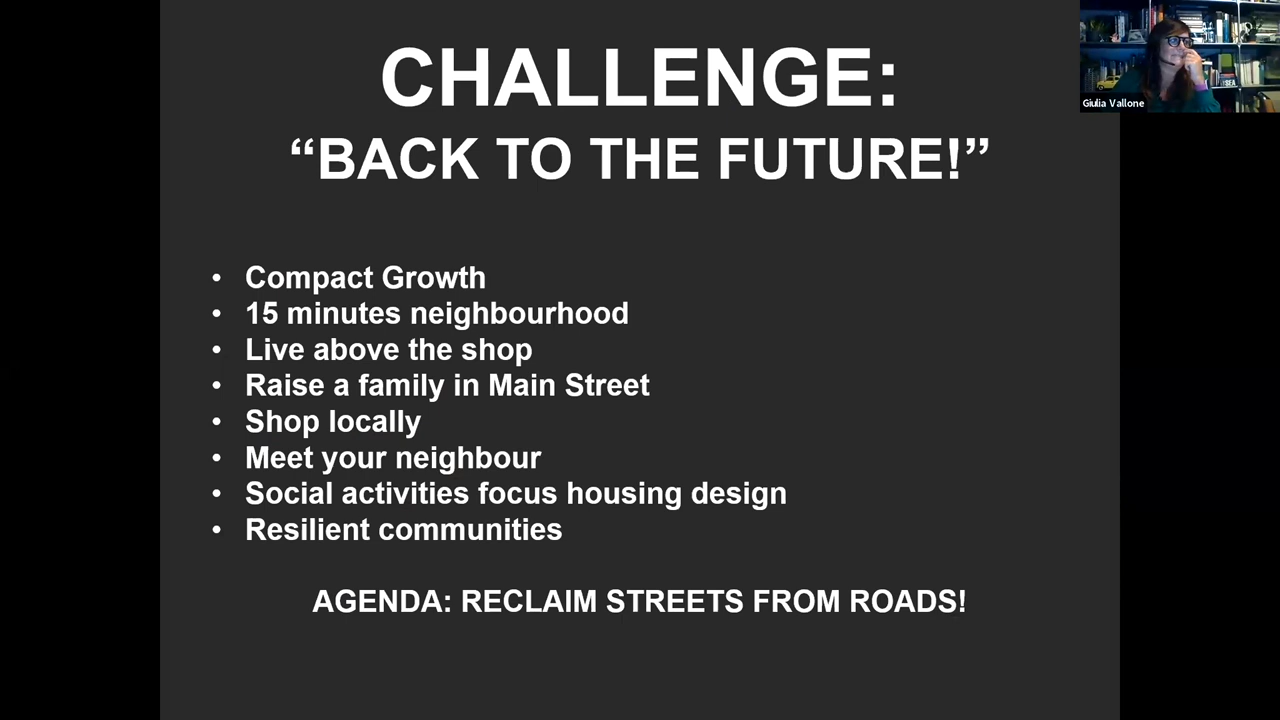 CHALLENGE:
“BACK TO THE FUTURE!”
• Compact Growth
• 15 minutes neighbourhood
• Live above the shop
• Raise a family in Main Street
• Shop locally
• Meet your neighbour
• Social activities focus housing design
• Resilient communities
AGENDA: RECLAIM STREETS FROM ROADS!
Giulia Vallone